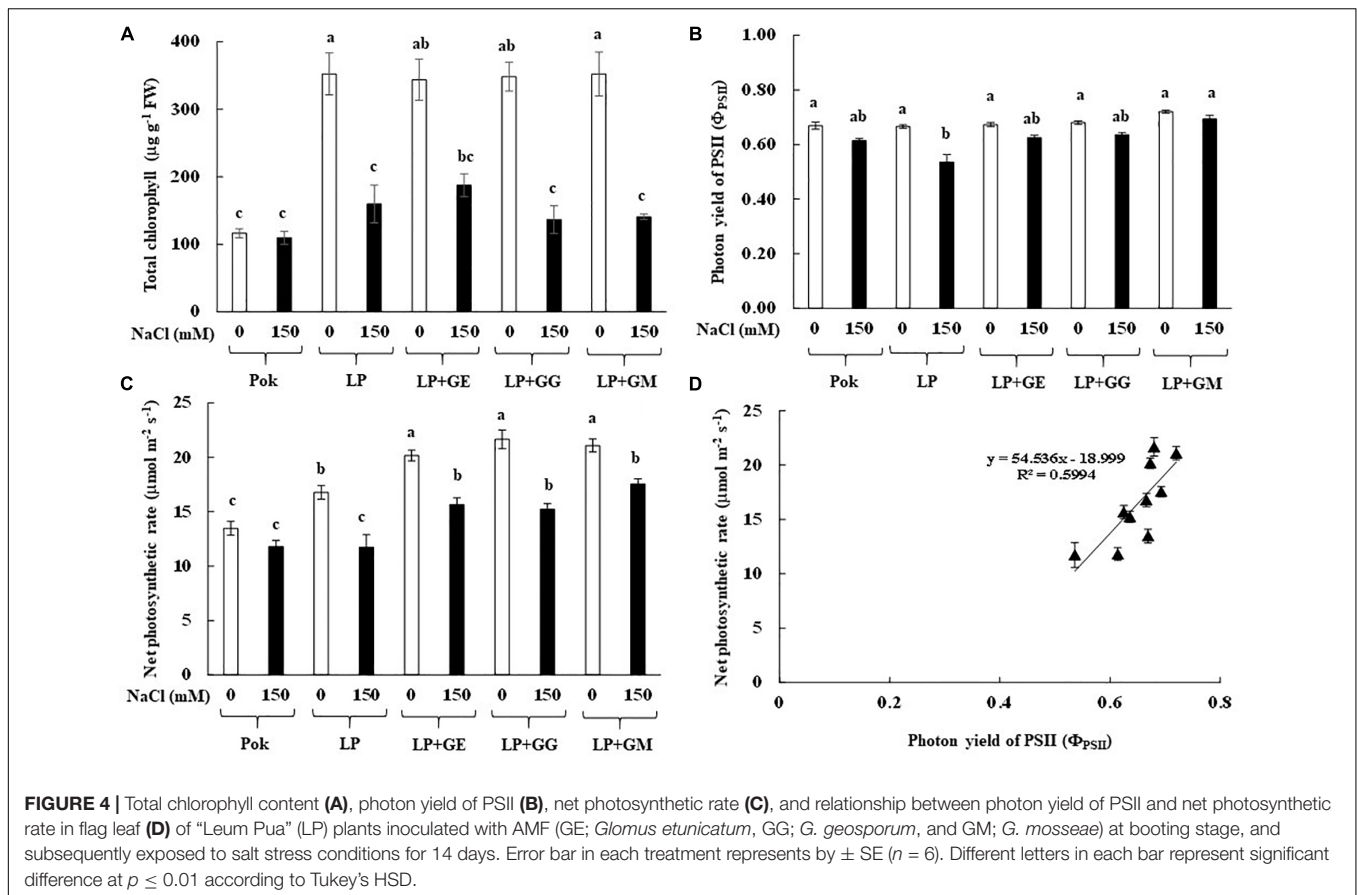 A
400
300
200
100
0
Total chlorophyll (µg g-1 FW)
a ab ab a
c c c bc c c
NaCl (mM) 0 150 0 150 0 150 0 150 0 150
Pok LP LP+GE LP+GG LP+GM
B
1.00
0.80
0.60
0.40
0.20
0.00
Photon yield of PSII (ΦPSII)
a ab a b a ab a ab a a
NaCl (mM) 0 150 0 150 0 150 0 150 0 150
Pok LP LP+GE LP+GG LP+GM
C
25
20
15
10
5
0
Net photosynthetic rate (µmol m-2 s-1)
c c b c a b a b a b
NaCl (mM) 0 150 0 150 0 150 0 150 0 150
Pok LP LP+GE LP+GG LP+GM
D
25
20
15
10
5
0
Net photosynthetic rate (µmol m-2 s-1)
y = 54.536x - 18.999
R² = 0.5994
0 0.2 0.4 0.6 0.8
Photon yield of PSII (ΦPSII)
FIGURE 4 | Total chlorophyll content (A), photon yield of PSII (B), net photosynthetic rate (C), and relationship between photon yield of PSII and net photosynthetic
rate in flag leaf (D) of “Leum Pua” (LP) plants inoculated with AMF (GE; Glomus etunicatum, GG; G. geosporum, and GM; G. mosseae) at booting stage, and
subsequently exposed to salt stress conditions for 14 days. Error bar in each treatment represents by ± SE (n = 6). Different letters in each bar represent significant
difference at p ≤ 0.01 according to Tukey’s HSD.